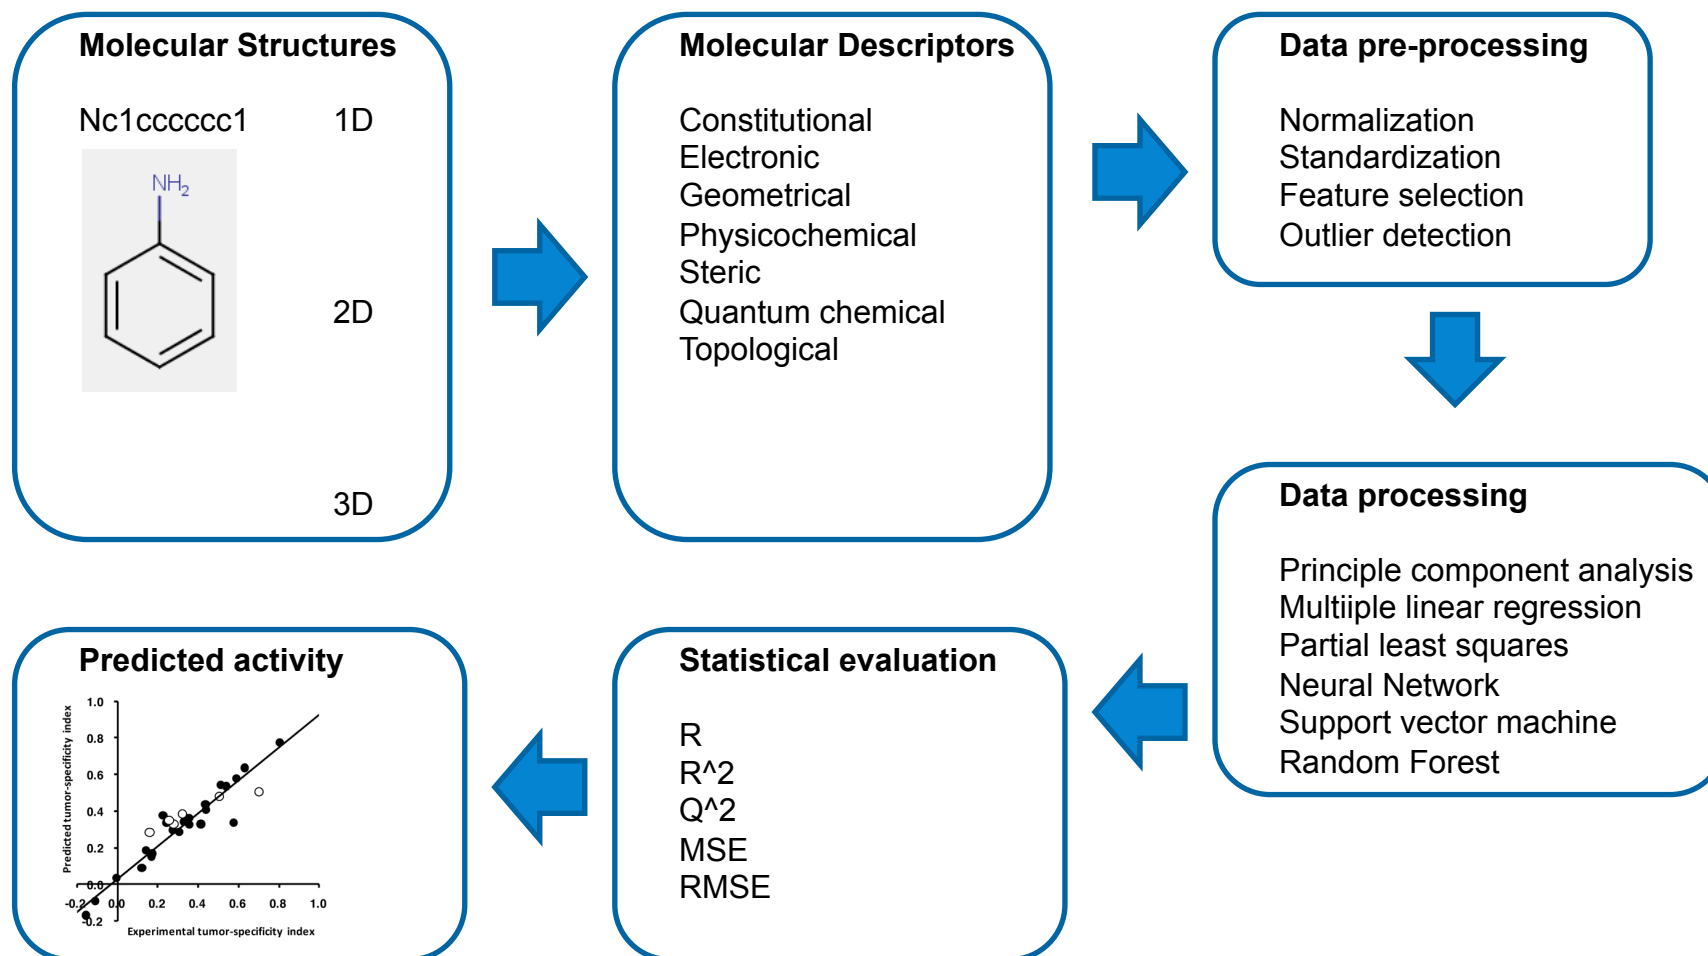 Molecular Structures
Nc1cccccc1 1D
NH2
2D
3D
Molecular Descriptors
Constitutional
Electronic
Geometrical
Physicochemical
Steric
Quantum chemical
Topological
Data pre-processing
Normalization
Standardization
Feature selection
Outlier detection
Data processing
Principle component analysis
Multiiple linear regression
Partial least squares
Neural Network
Support vector machine
Random Forest
Statistical evaluation
R
R^2
Q^2
MSE
RMSE
Predicted activity
Predicted tumor-specificity index
1.0
0.8
0.6
0.4
0.2
0.0
-0.2
-0.2 0.0 0.2 0.4 0.6 0.8 1.0
Experimental tumor-specificity index